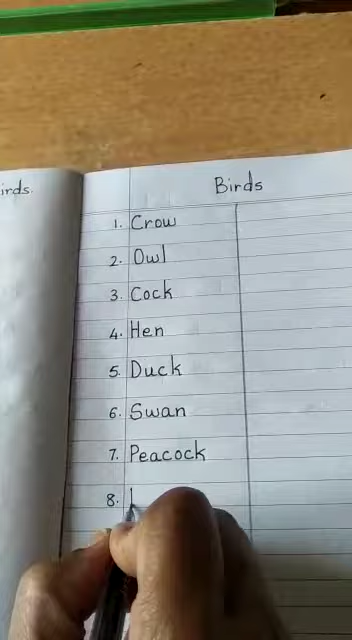 irds.
Birds
1. Crow
2. Owl
3. Cock
4. Hen
5. Duck
6. Swan
7. Peacock
8.